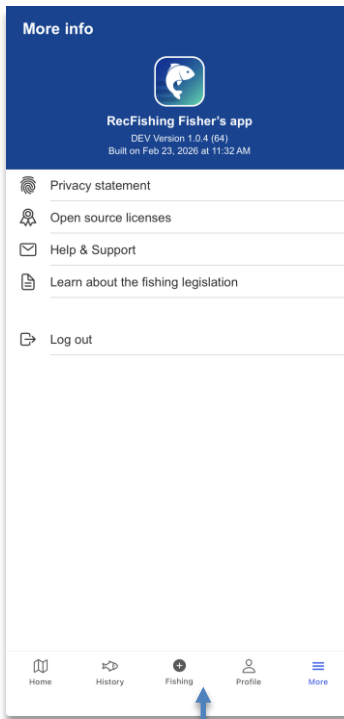 More info
RecFishing Fisher's app
DEV Version 1.0.4 (64)
Built on Feb 23, 2026 at 11:32 AM
Privacy statement
Open source licenses
Help & Support
Learn about the fishing legislation
Log out
Home History Fishing Profile More